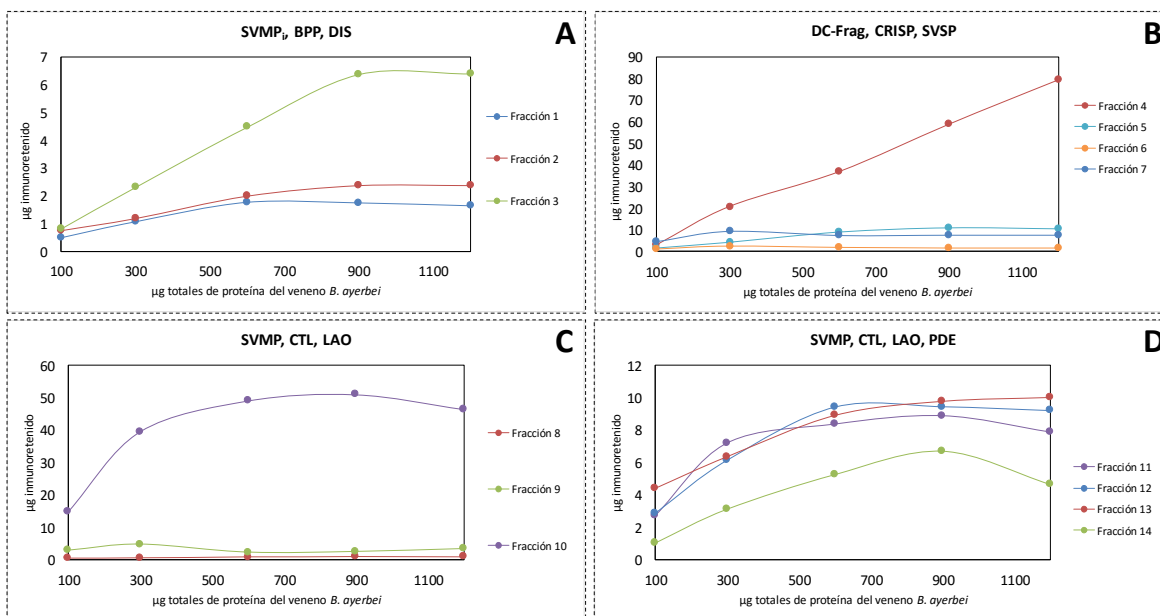 SVMPi, BPP, DIS
A
7
6
5
4
3
2
1
0
µg inmunoretenido
100 300 500 700 900 1100
µg totales de proteína del veneno B. ayerbei
Fracción 1
Fracción 2
Fracción 3
DC-Frag, CRISP, SVSP
B
90
80
70
60
50
40
30
20
10
0
µg inmunoretenido
100 300 500 700 900 1100
µg totales de proteína del veneno B. ayerbei
Fracción 4
Fracción 5
Fracción 6
Fracción 7
SVMP, CTL, LAO
C
60
50
40
30
20
10
0
µg inmunoretenido
100 300 500 700 900 1100
µg totales de proteína del veneno B. ayerbei
Fracción 8
Fracción 9
Fracción 10
SVMP, CTL, LAO, PDE
D
12
10
8
6
4
2
0
µg inmunoretenido
100 300 500 700 900 1100
µg totales de proteína del veneno B. ayerbei
Fracción 11
Fracción 12
Fracción 13
Fracción 14